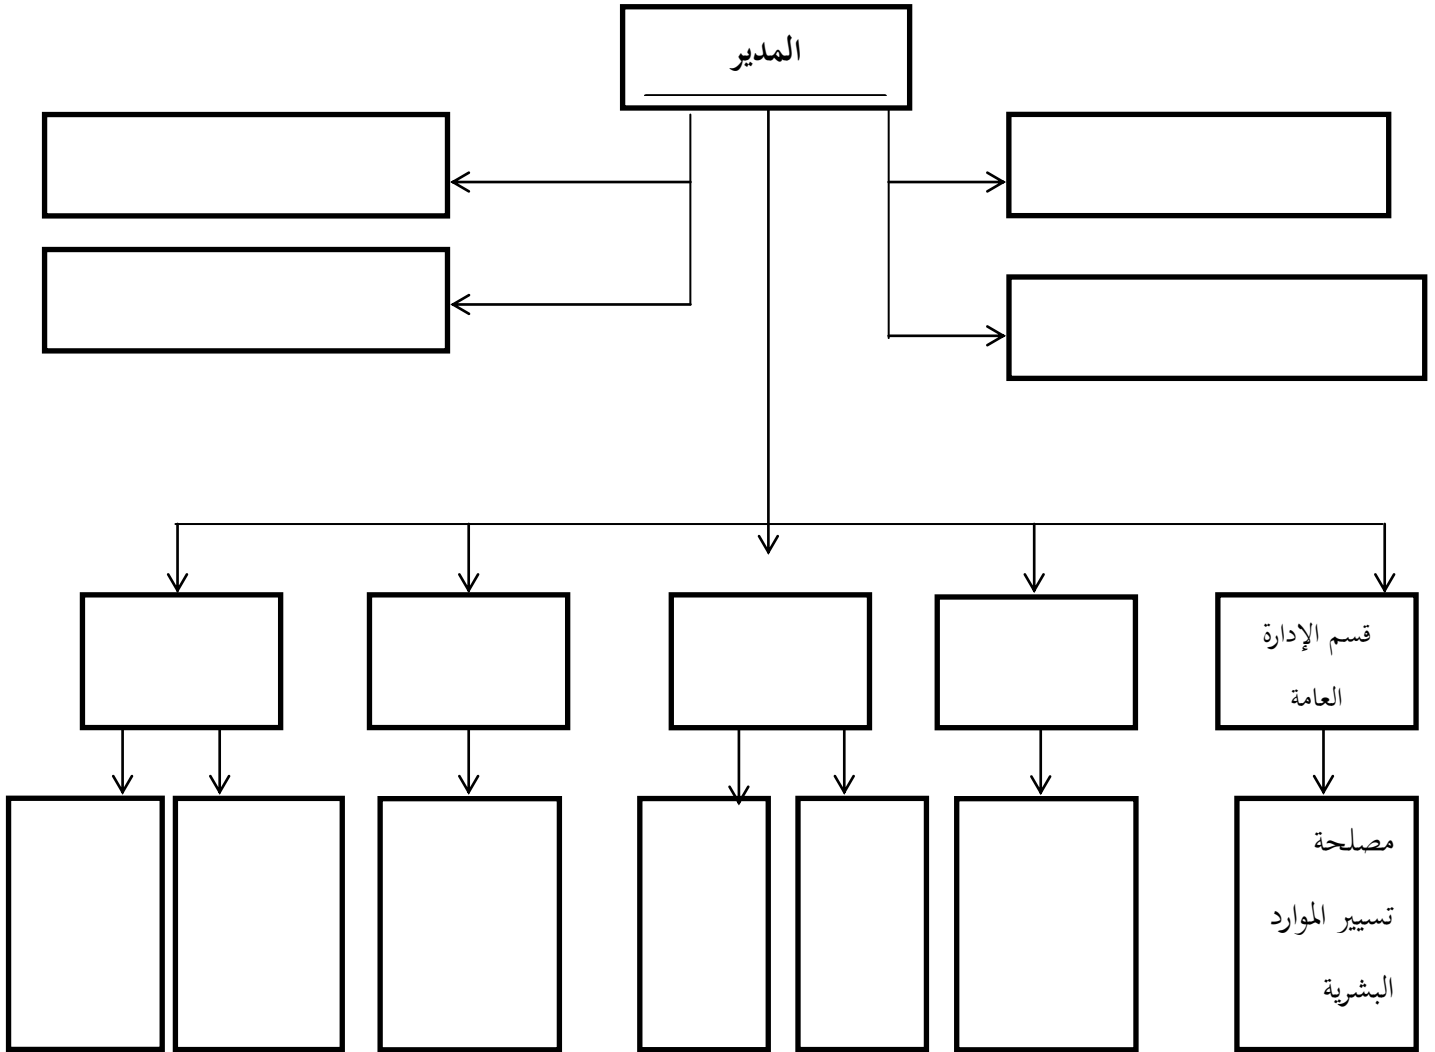 المدير
قسم الإدارة
العامة
مصلحة
تسيير الموارد
البشرية